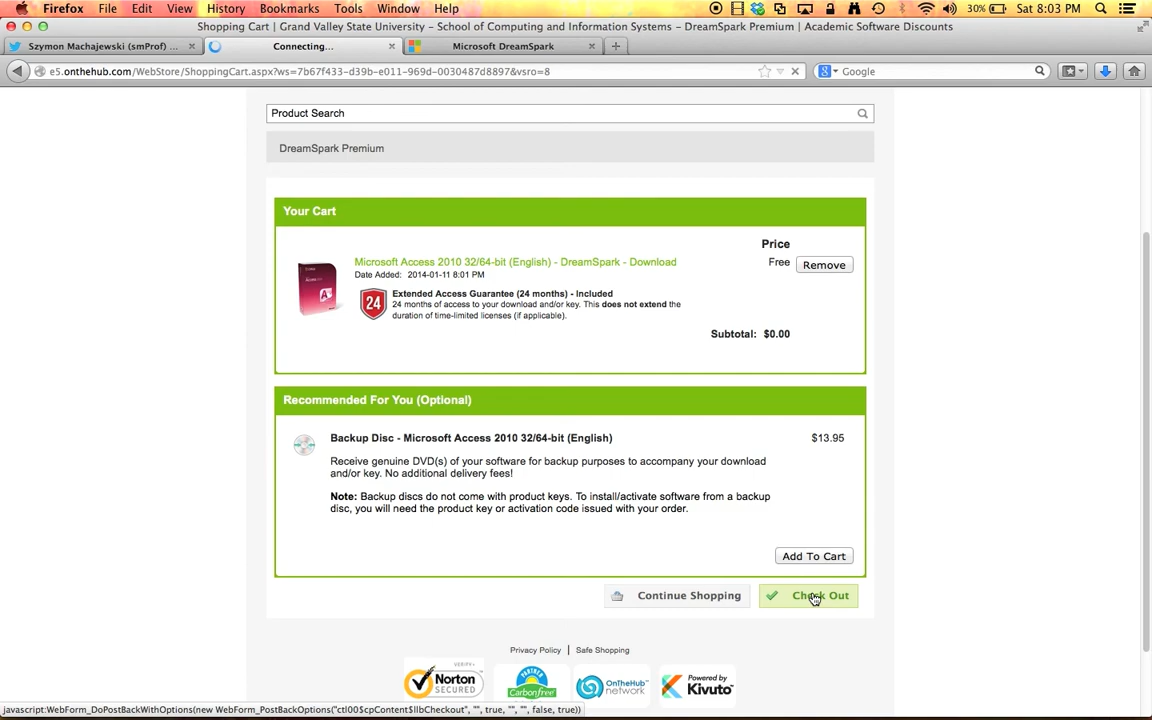 Firefox File Edit View History Bookmarks Tools Window Help 30% Sat 8:03 PM
Shopping Cart | Grand Valley State University – School of Computing and Information Systems – DreamSpark Premium | Academic Software Discounts
Szymon Machajewski (smProf) ... Connecting... Microsoft DreamSpark
e5.onthehub.com/WebStore/ShoppingCart.aspx?ws=7b67f433-d39b-e011-969d-0030487d8897&vsro=8 Google
Product Search
DreamSpark Premium
Your Cart
Price
Microsoft Access 2010 32/64-bit (English) - DreamSpark - Download Free Remove
Date Added: 2014-01-11 8:01 PM
24 Extended Access Guarantee (24 months) - Included
24 months of access to your download and/or key. This does not extend the
duration of time-limited licenses (if applicable).
Subtotal: $0.00
Recommended For You (Optional)
Backup Disc - Microsoft Access 2010 32/64-bit (English) $13.95
Receive genuine DVD(s) of your software for backup purposes to accompany your download
and/or key. No additional delivery fees!
Note: Backup discs do not come with product keys. To install/activate software from a backup
disc, you will need the product key or activation code issued with your order.
Add To Cart
Continue Shopping Check Out
Privacy Policy | Safe Shopping
VERIFY
Norton SECURED PARTNER Carbonfree OnTheHub network Powered by Kivuto
javascript:WebForm_DoPostBackWithOptions(new WebForm_PostBackOptions("ctl00$cpContent$llbCheckout", "", true, "", "", false, true))